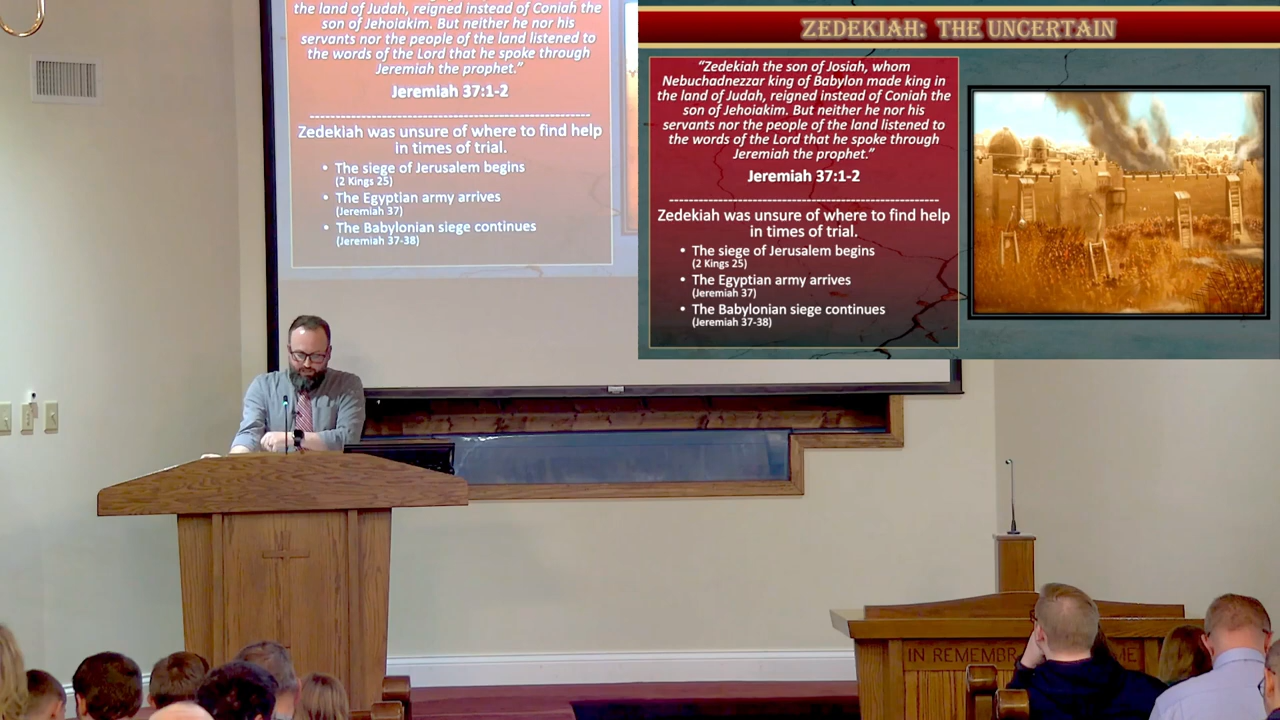 the land of Judah, reigned instead of Coniah the
son of Jehoiakim. But neither he nor his
servants nor the people of the land listened to
the words of the Lord that he spoke through
Jeremiah the prophet."
Jeremiah 37:1-2
------------------------------------------------
Zedekiah was unsure of where to find help
in times of trial.
• The siege of Jerusalem begins
(2 Kings 25)
• The Egyptian army arrives
(Jeremiah 37)
• The Babylonian siege continues
(Jeremiah 37-38)
ZEDEKIAH: THE UNCERTAIN
"Zedekiah the son of Josiah, whom
Nebuchadnezzar king of Babylon made king in
the land of Judah, reigned instead of Coniah the
son of Jehoiakim. But neither he nor his
servants nor the people of the land listened to
the words of the Lord that he spoke through
Jeremiah the prophet."
Jeremiah 37:1-2
------------------------------------------------
Zedekiah was unsure of where to find help
in times of trial.
• The siege of Jerusalem begins
(2 Kings 25)
• The Egyptian army arrives
(Jeremiah 37)
• The Babylonian siege continues
(Jeremiah 37-38)
IN REMEMBR ME